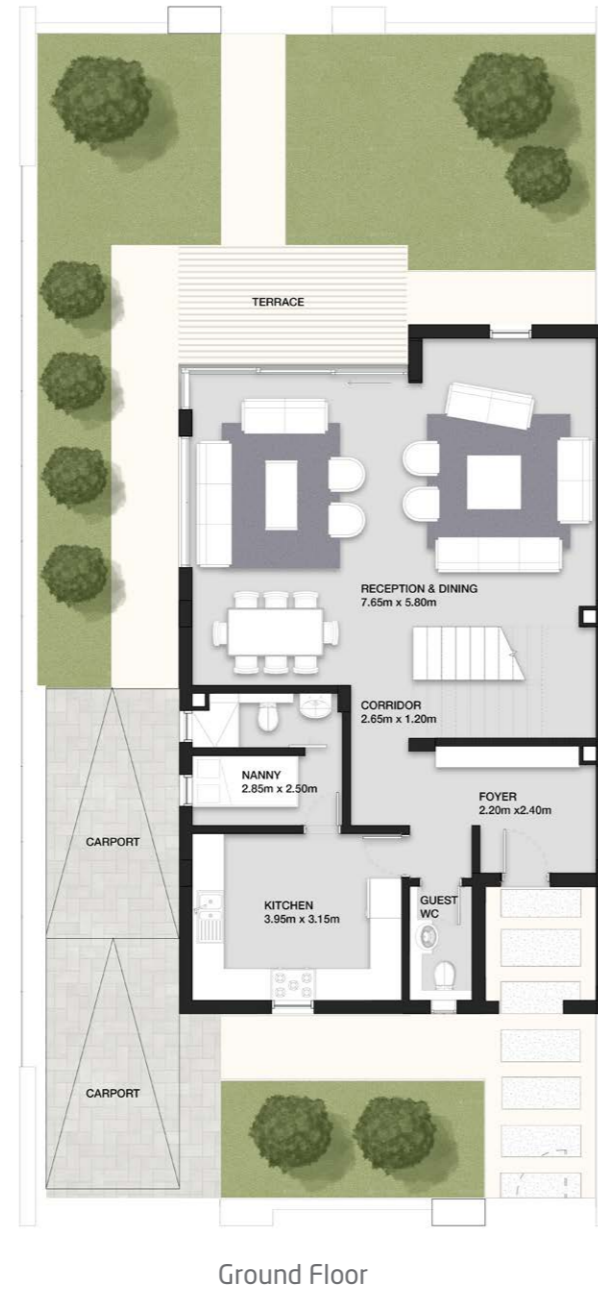 TERRACE
RECEPTION & DINING
7.65m x 5.80m
CORRIDOR
2.65m x 1.20m
NANNY
2.85m x 2.50m
FOYER
2.20m x2.40m
CARPORT
KITCHEN
3.95m x 3.15m
GUEST
WC
CARPORT
Ground Floor